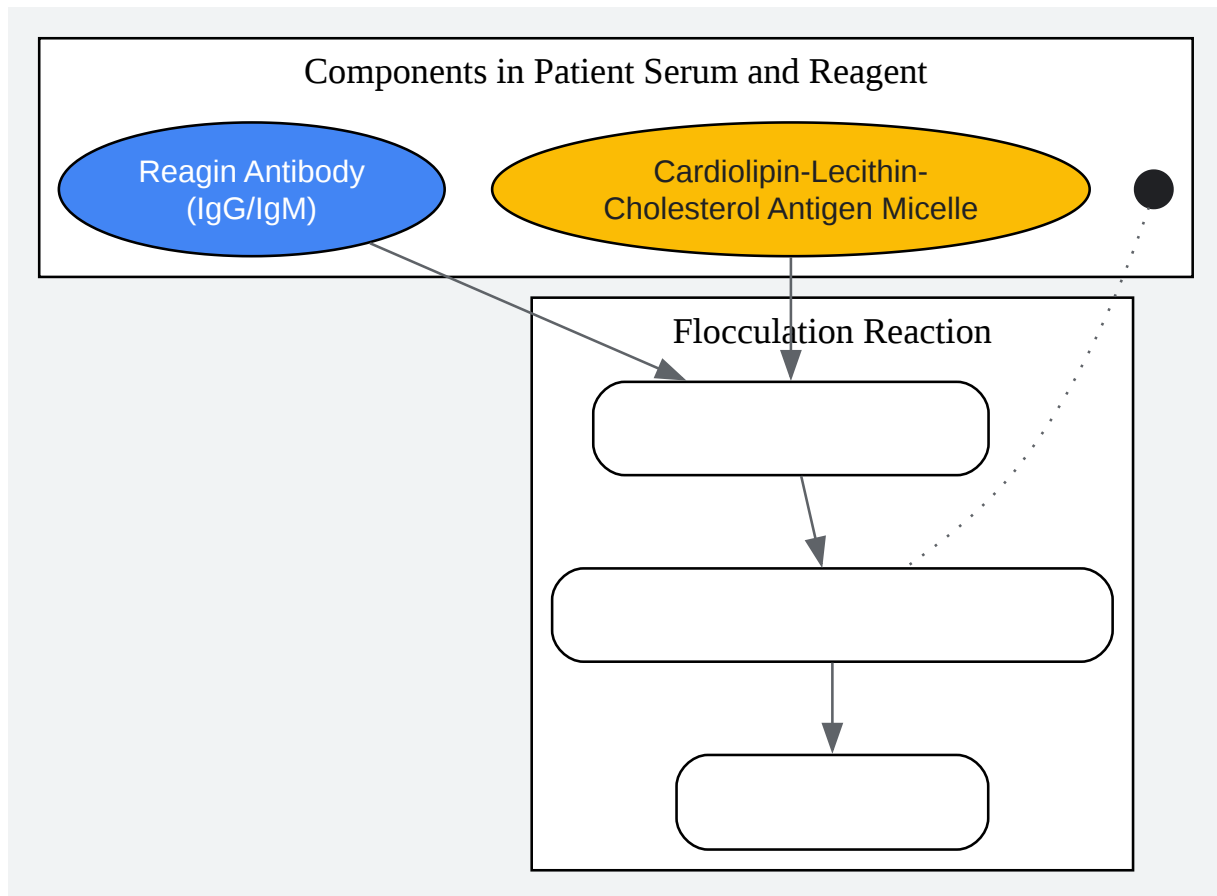 Components in Patient Serum and Reagent
Reagin Antibody
(IgG/IgM)
Cardiolipin-Lecithin-
Cholesterol Antigen Micelle
Flocculation Reaction